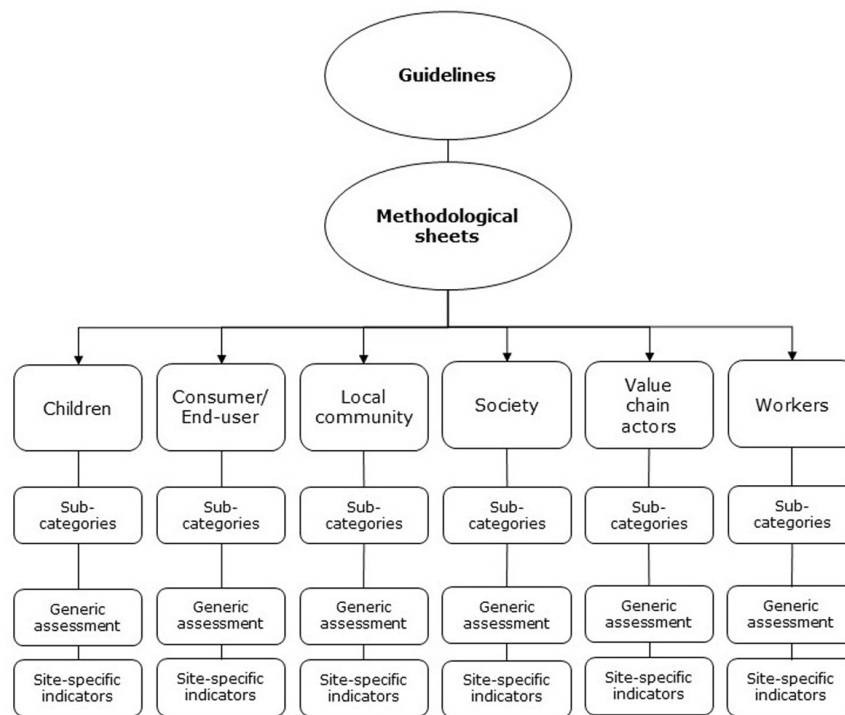 Guidelines
Methodological
sheets
Children
Consumer/
End-user
Local
community
Society
Value
chain
actors
Workers
Sub-
categories
Sub-
categories
Sub-
categories
Sub-
categories
Sub-
categories
Sub-
categories
Generic
assessment
Generic
assessment
Generic
assessment
Generic
assessment
Generic
assessment
Generic
assessment
Site-specific
indicators
Site-specific
indicators
Site-specific
indicators
Site-specific
indicators
Site-specific
indicators
Site-specific
indicators